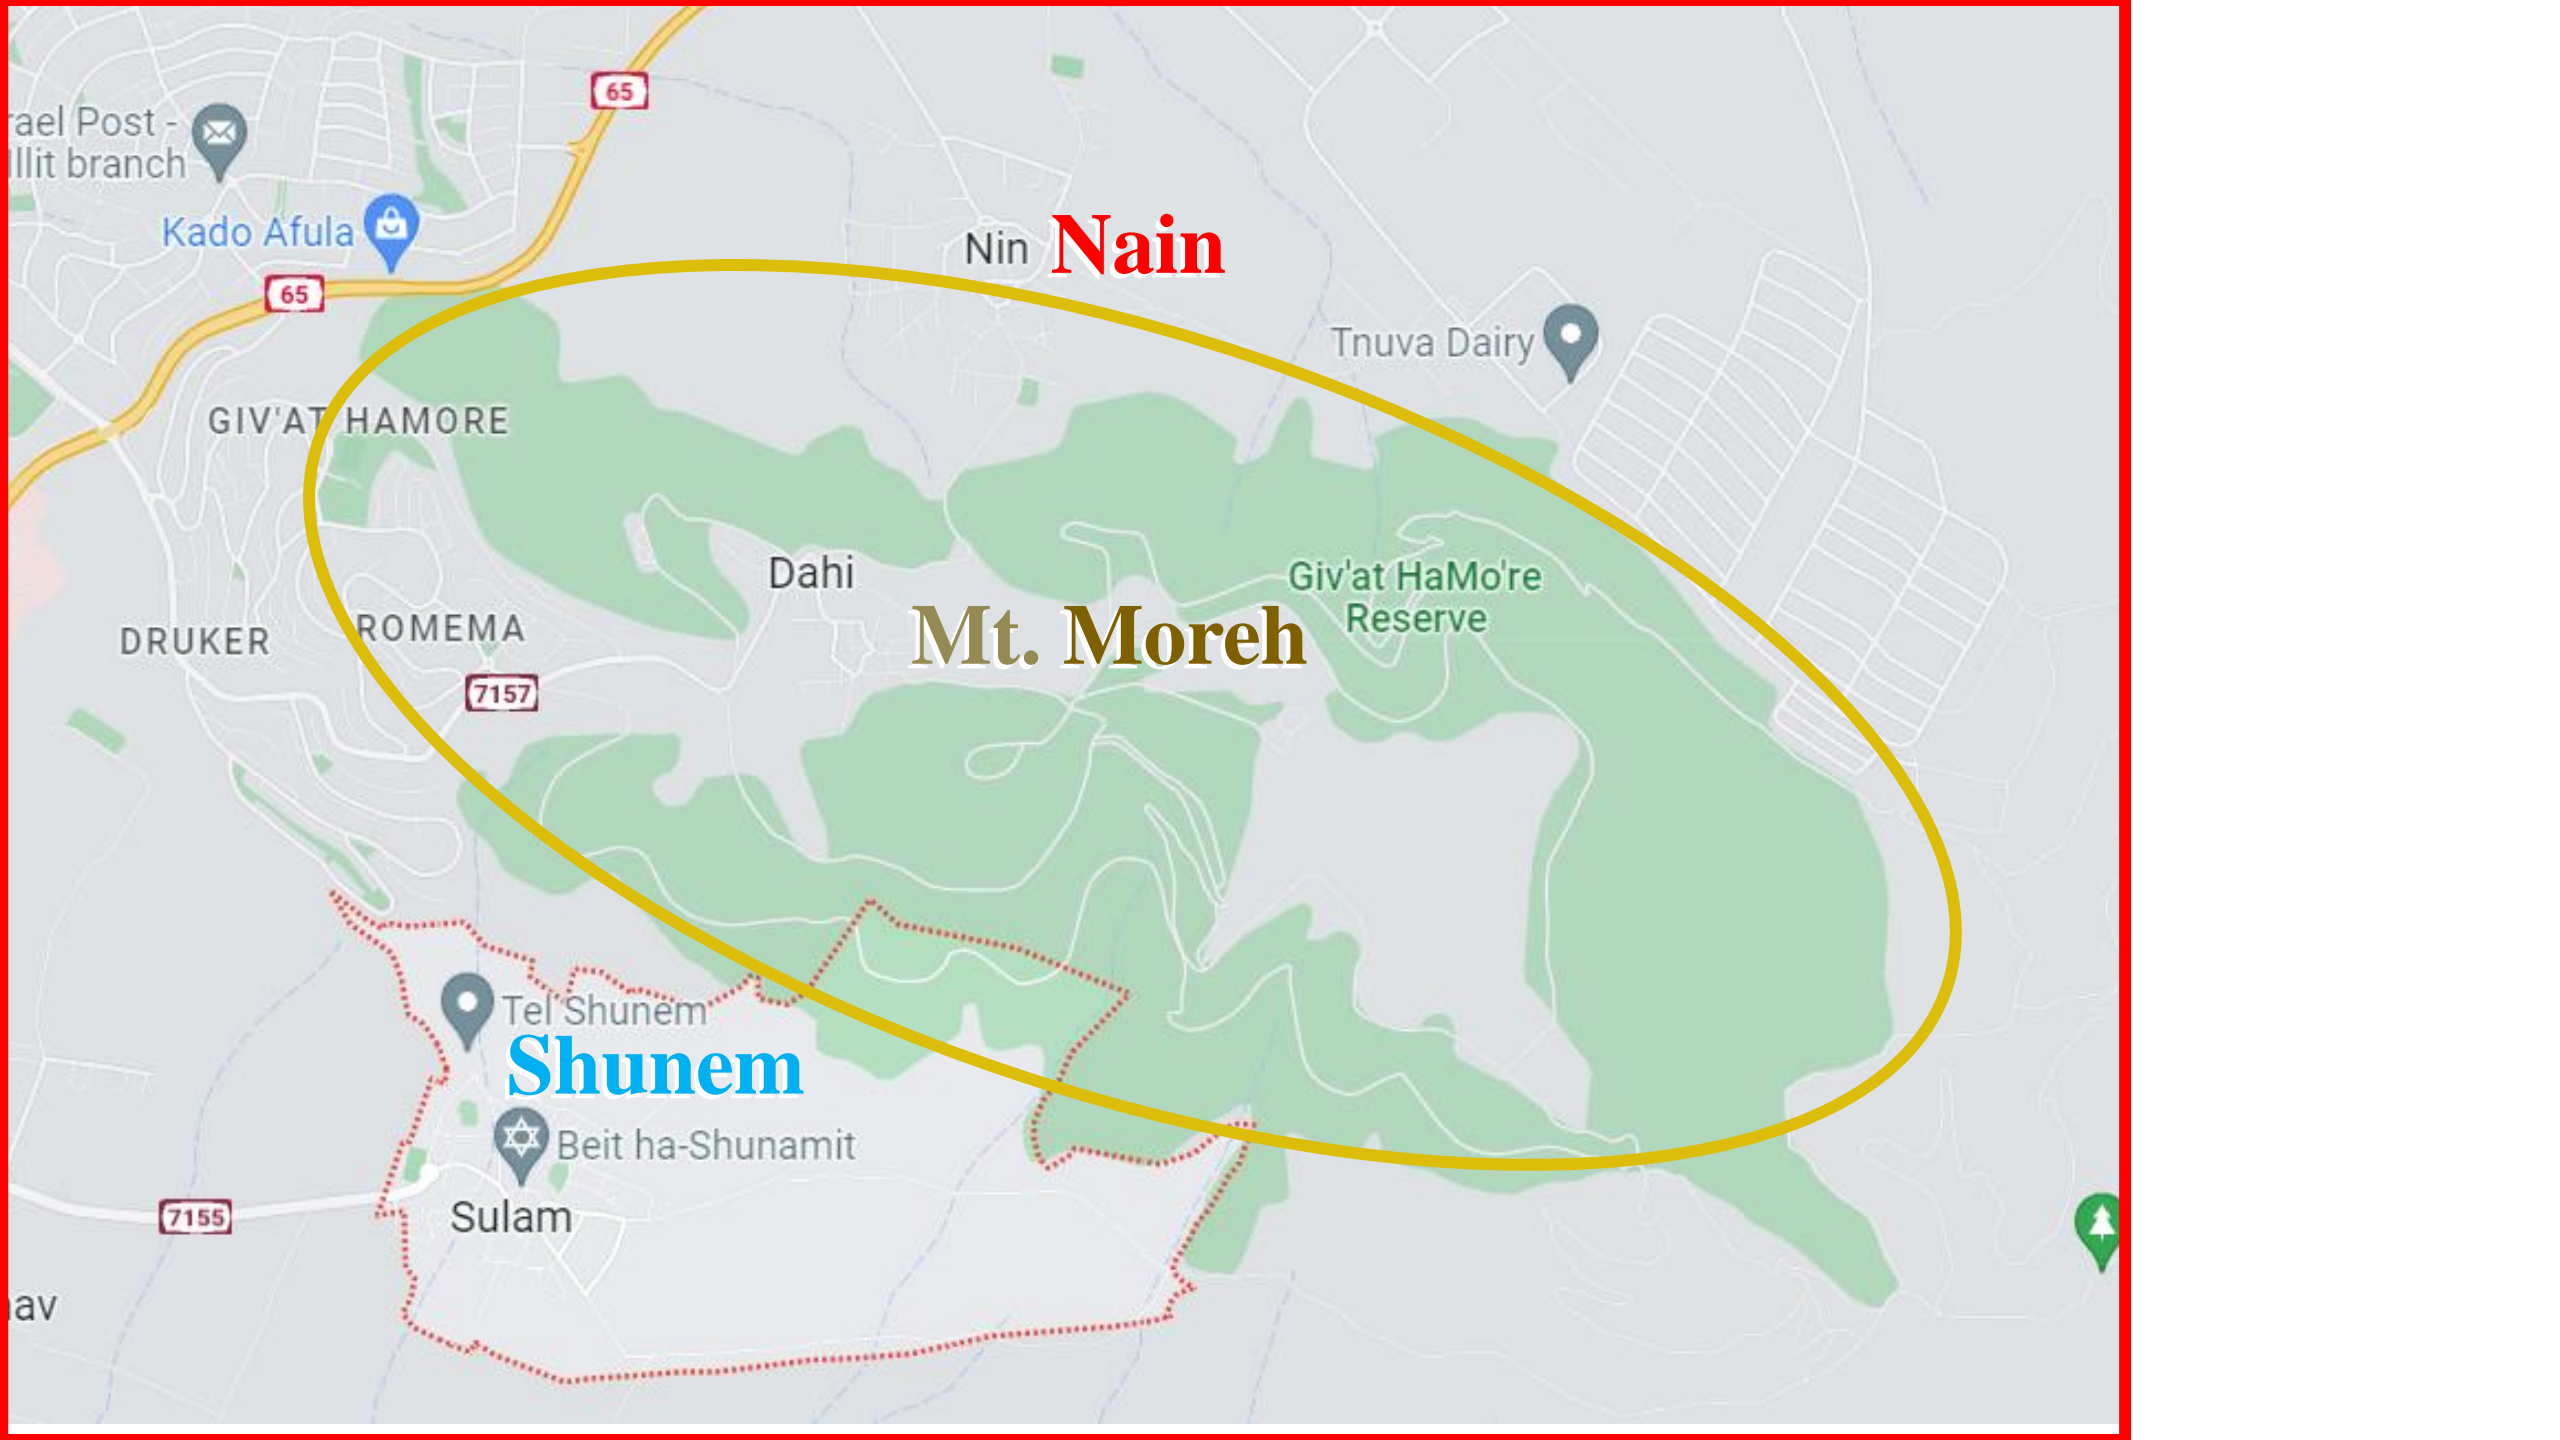 65
rael Post -
llit branch
Kado Afula
Nin
Nain
65
Tnuva Dairy
GIV'AT HAMORE
Dahi
Giv'at HaMo're
Reserve
DRUKER
ROMEMA
Mt. Moreh
7157
Tel Shunem
Shunem
Beit ha-Shunamit
7155
Sulam
av